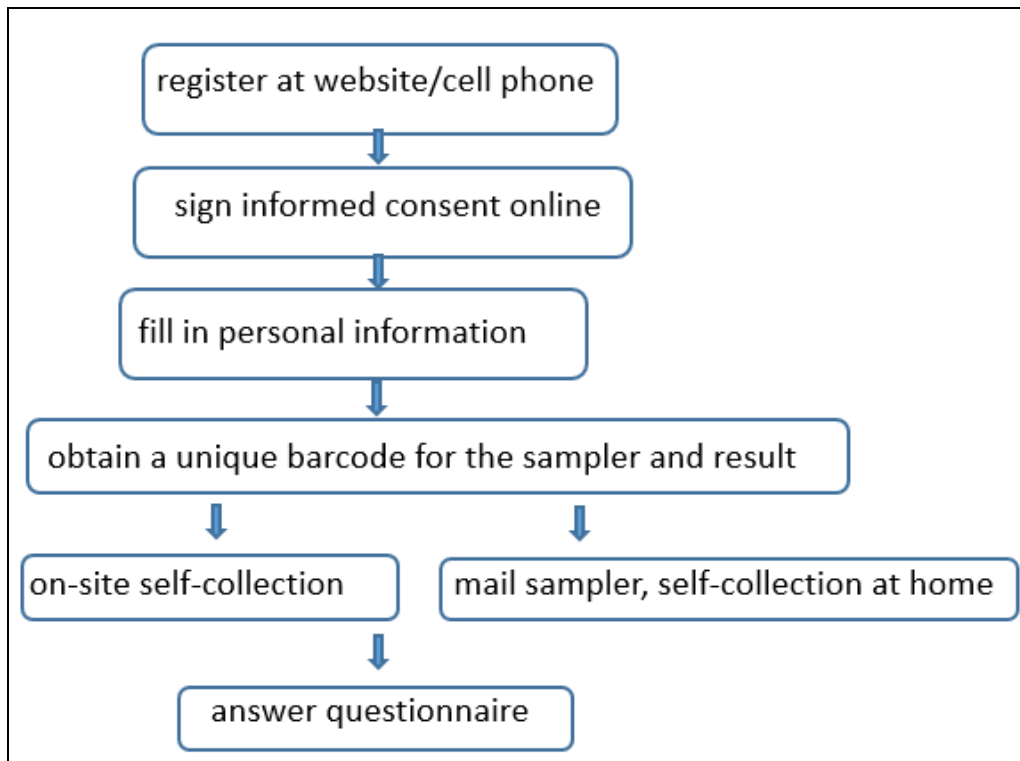 register at website/cell phone
sign informed consent online
fill in personal information
obtain a unique barcode for the sampler and result
on-site self-collection
mail sampler, self-collection at home
answer questionnaire